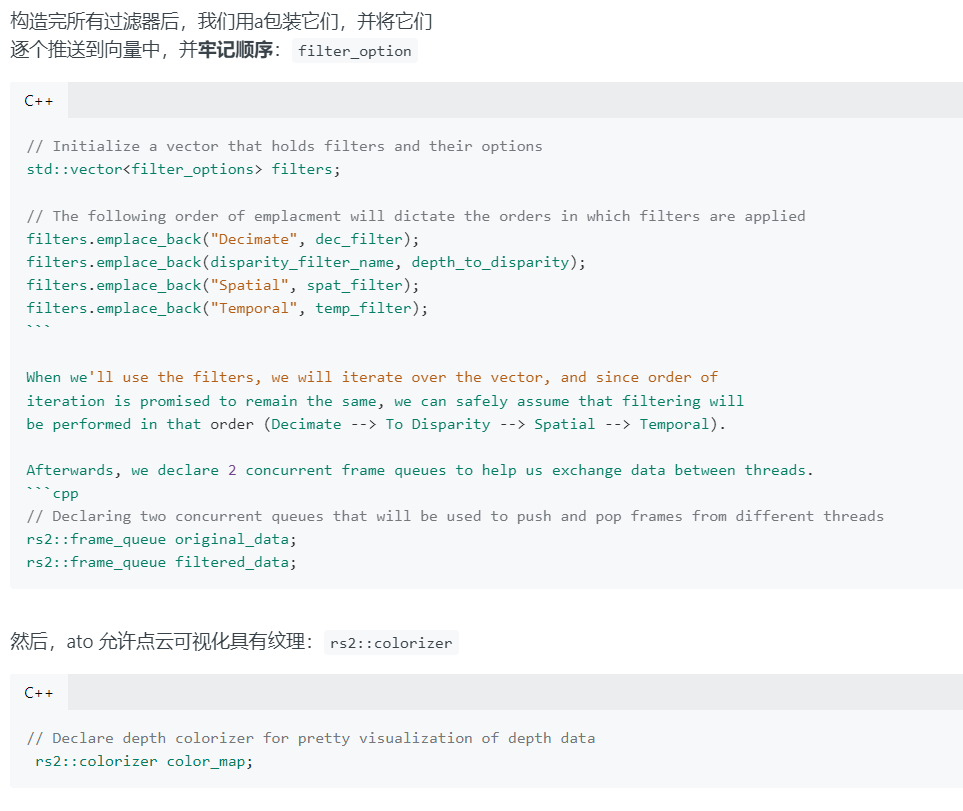 构造完所有过滤器后，我们用a包装它们，并将它们
逐个推送到向量中，并牢记顺序： filter_option
C++
// Initialize a vector that holds filters and their options
std::vector<filter_options> filters;
// The following order of emplacment will dictate the orders in which filters are applied
filters.emplace_back("Decimate", dec_filter);
filters.emplace_back(disparity_filter_name, depth_to_disparity);
filters.emplace_back("Spatial", spat_filter);
filters.emplace_back("Temporal", temp_filter);
```
When we'll use the filters, we will iterate over the vector, and since order of
iteration is promised to remain the same, we can safely assume that filtering will
be performed in that order (Decimate --> To Disparity --> Spatial --> Temporal).
Afterwards, we declare 2 concurrent frame queues to help us exchange data between threads.
```cpp
// Declaring two concurrent queues that will be used to push and pop frames from different threads
rs2::frame_queue original_data;
rs2::frame_queue filtered_data;
然后，ato 允许点云可视化具有纹理： rs2::colorizer
C++
// Declare depth colorizer for pretty visualization of depth data
rs2::colorizer color_map;